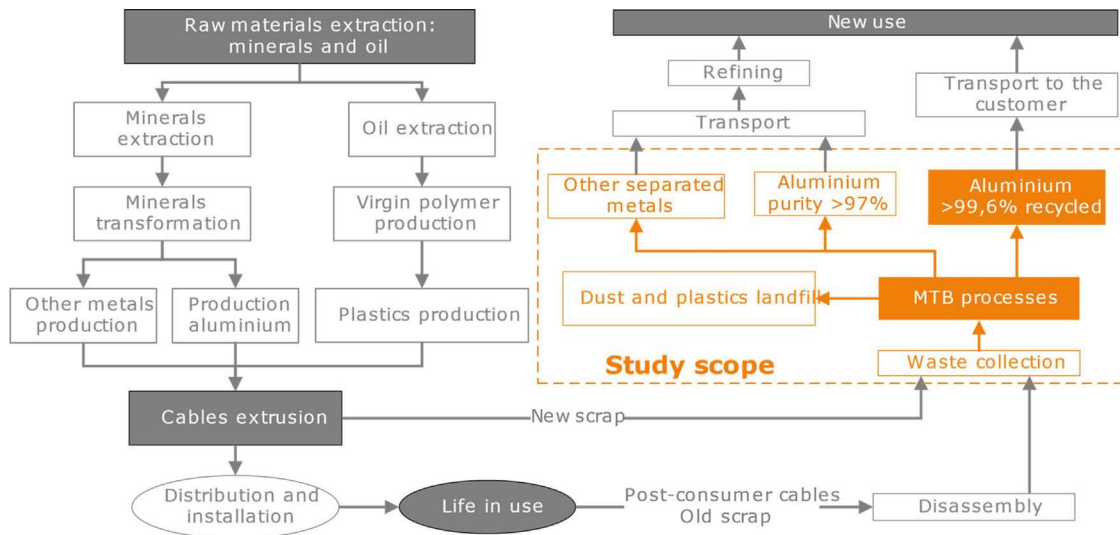 Raw materials extraction:
minerals and oil
Minerals
extraction
Oil extraction
Minerals
transformation
Virgin polymer
production
Other metals
production
Production
aluminium
Plastics production
Cables extrusion
New scrap
Distribution and
installation
Life in use
Post-consumer cables
Old scrap
Disassembly
New use
Refining
Transport
Transport to the
customer
Other separated
metals
Aluminium
purity >97%
Aluminium
>99,6% recycled
Dust and plastics landfill
MTB processes
Study scope
Waste collection